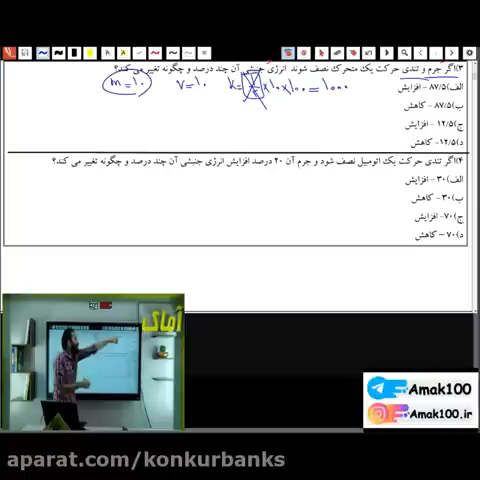 ۳)اگر جرم و تندی حرکت یک متحرک نصف شوند انرژی جنبشی آن چند درصد و چگونه تغییر می کند؟
m=۱۰ v=۱۰ k= ×۱۰×۱۰۰=۱۰۰۰
الف)۸۷/۵- افزایش
ب)۸۷/۵- کاهش
ج)۱۲/۵- افزایش
د)۱۲/۵- کاهش
۴)اگر تندی حرکت یک اتومبیل نصف شود و جرم آن ۲۰ درصد افزایش انرژی جنبشی آن چند درصد و چگونه تغییر می کند؟
الف)۳۰- افزایش
ب)۳۰- کاهش
ج)۷۰- افزایش
د)۷۰- کاهش
آماک
Amak100
Amak100.ir
aparat.com/konkurbanks